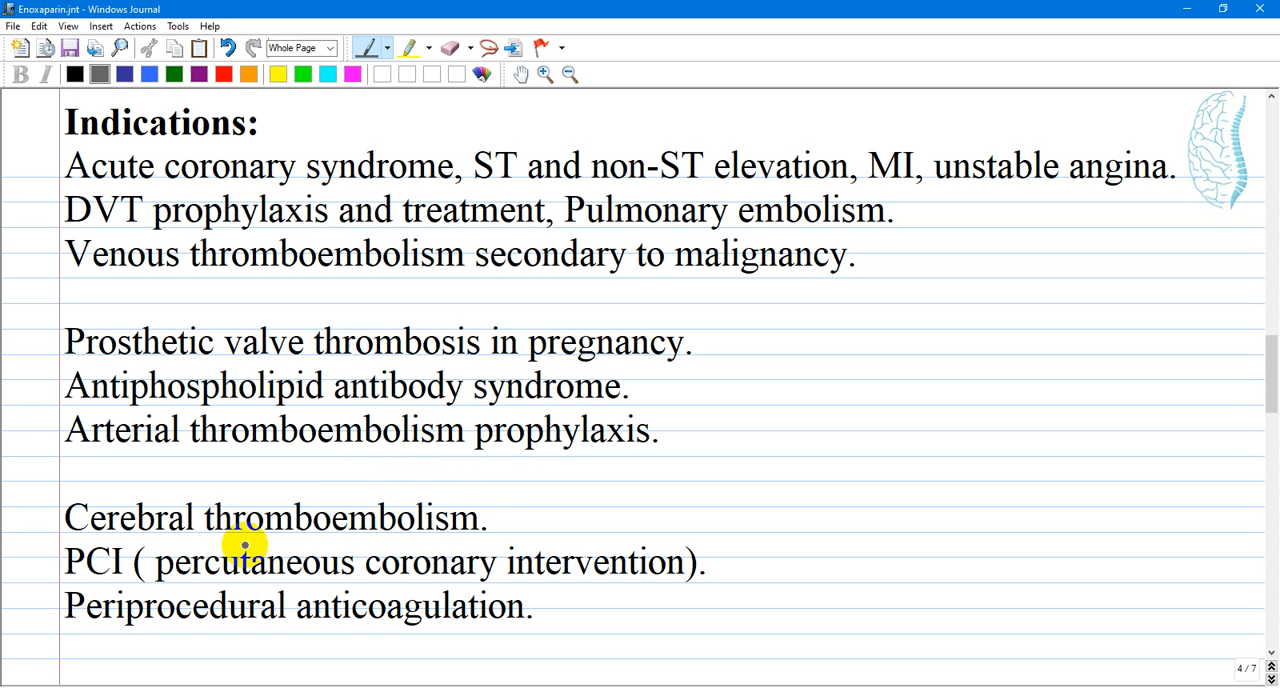 Enoxaparin.jnt - Windows Journal
File Edit View Insert Actions Tools Help
Whole Page
B I
Indications:
Acute coronary syndrome, ST and non-ST elevation, MI, unstable angina.
DVT prophylaxis and treatment, Pulmonary embolism.
Venous thromboembolism secondary to malignancy.
Prosthetic valve thrombosis in pregnancy.
Antiphospholipid antibody syndrome.
Arterial thromboembolism prophylaxis.
Cerebral thromboembolism.
PCI ( percutaneous coronary intervention).
Periprocedural anticoagulation.
4 / 7